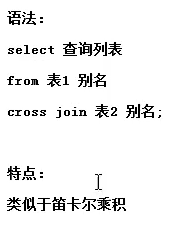 语法：
select 查询列表
from 表1 别名
cross join 表2 别名;
特点：
类似于笛卡尔乘积